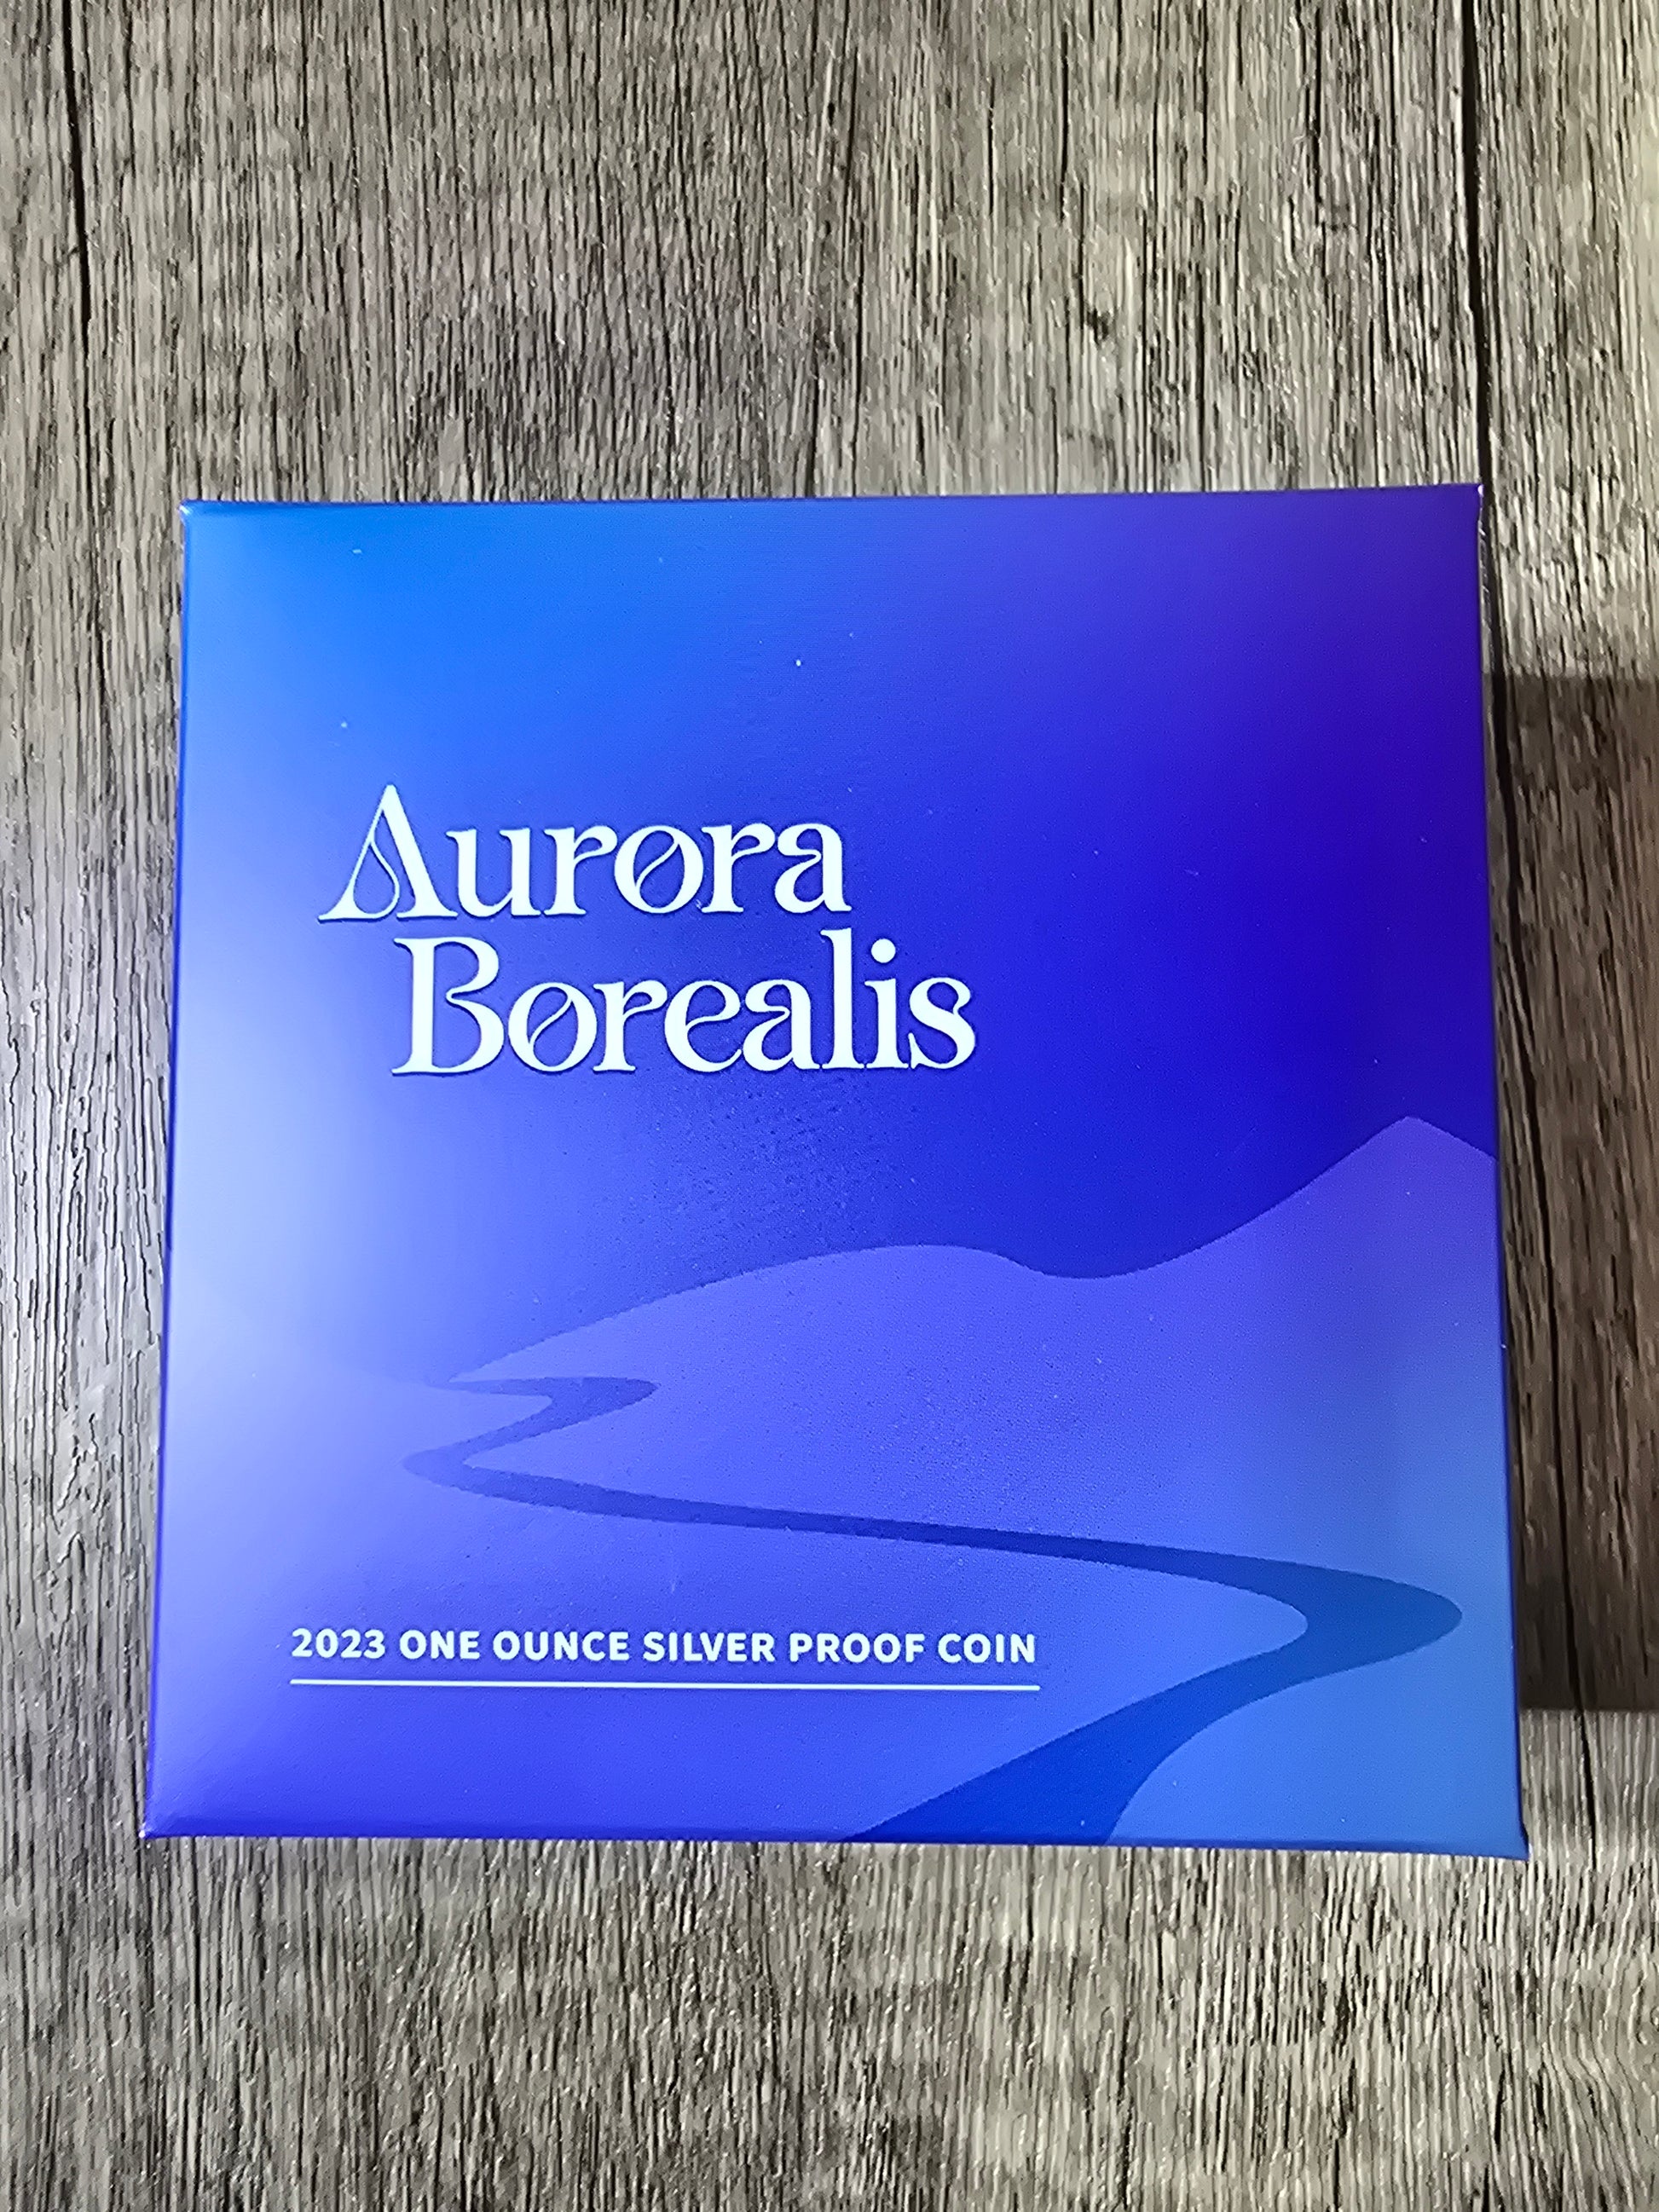 Aurora
Borealis
2023 ONE OUNCE SILVER PROOF COIN